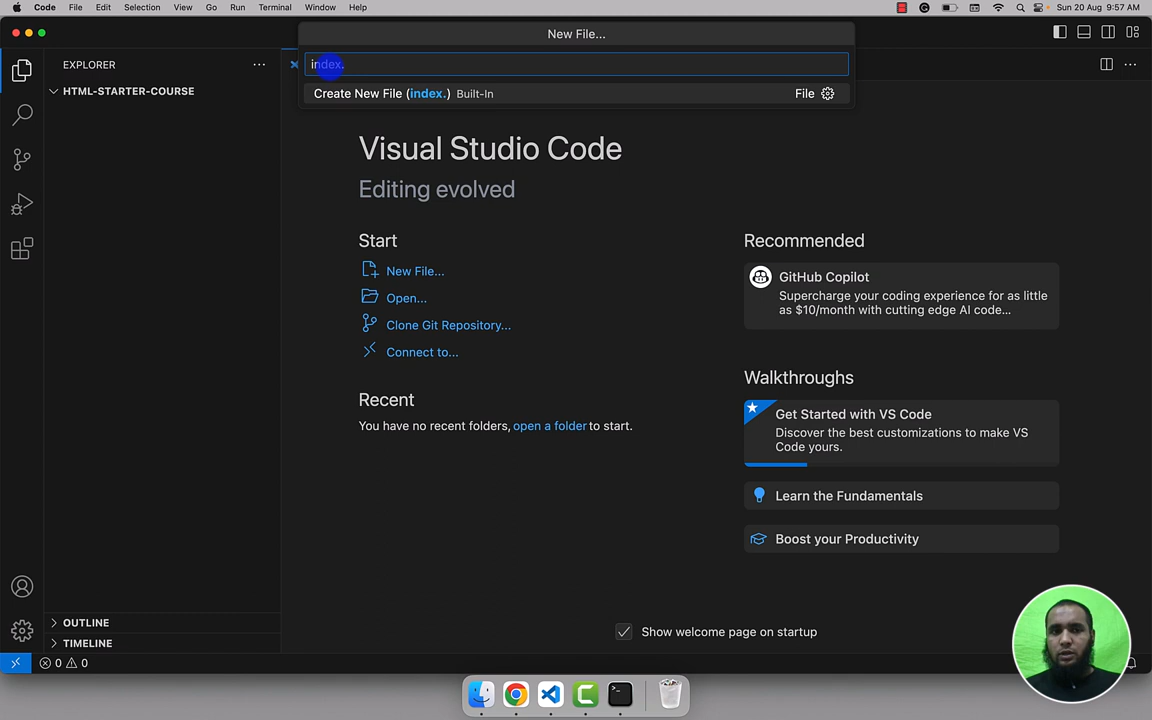 Code File Edit Selection View Go Run Terminal Window Help Sun 20 Aug 9:57 AM
New File...
EXPLORER
index.
HTML-STARTER-COURSE
Create New File (index.) Built-In File
Visual Studio Code
Editing evolved
Start
New File...
Open...
Clone Git Repository...
Connect to...
Recent
You have no recent folders, open a folder to start.
Recommended
GitHub Copilot
Supercharge your coding experience for as little
as $10/month with cutting edge AI code...
Walkthroughs
Get Started with VS Code
Discover the best customizations to make VS
Code yours.
Learn the Fundamentals
Boost your Productivity
OUTLINE
Show welcome page on startup
TIMELINE
0 0